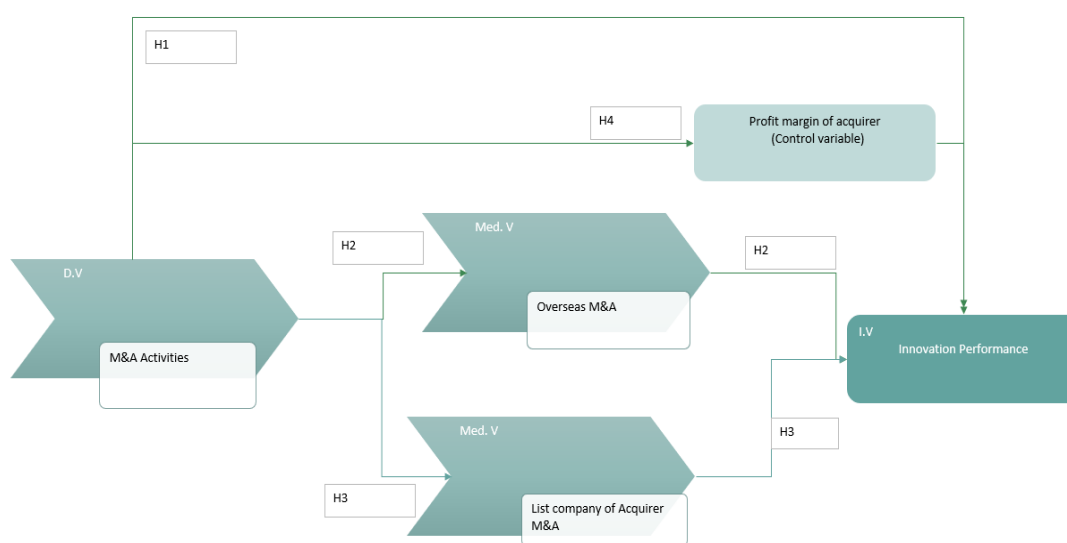 H1
H4
Profit margin of acquirer
(Control variable)
Med. V
H2
H2
D.V
Overseas M&A
I.V
Innovation Performance
M&A Activities
Med. V
H3
H3
List company of Acquirer
M&A